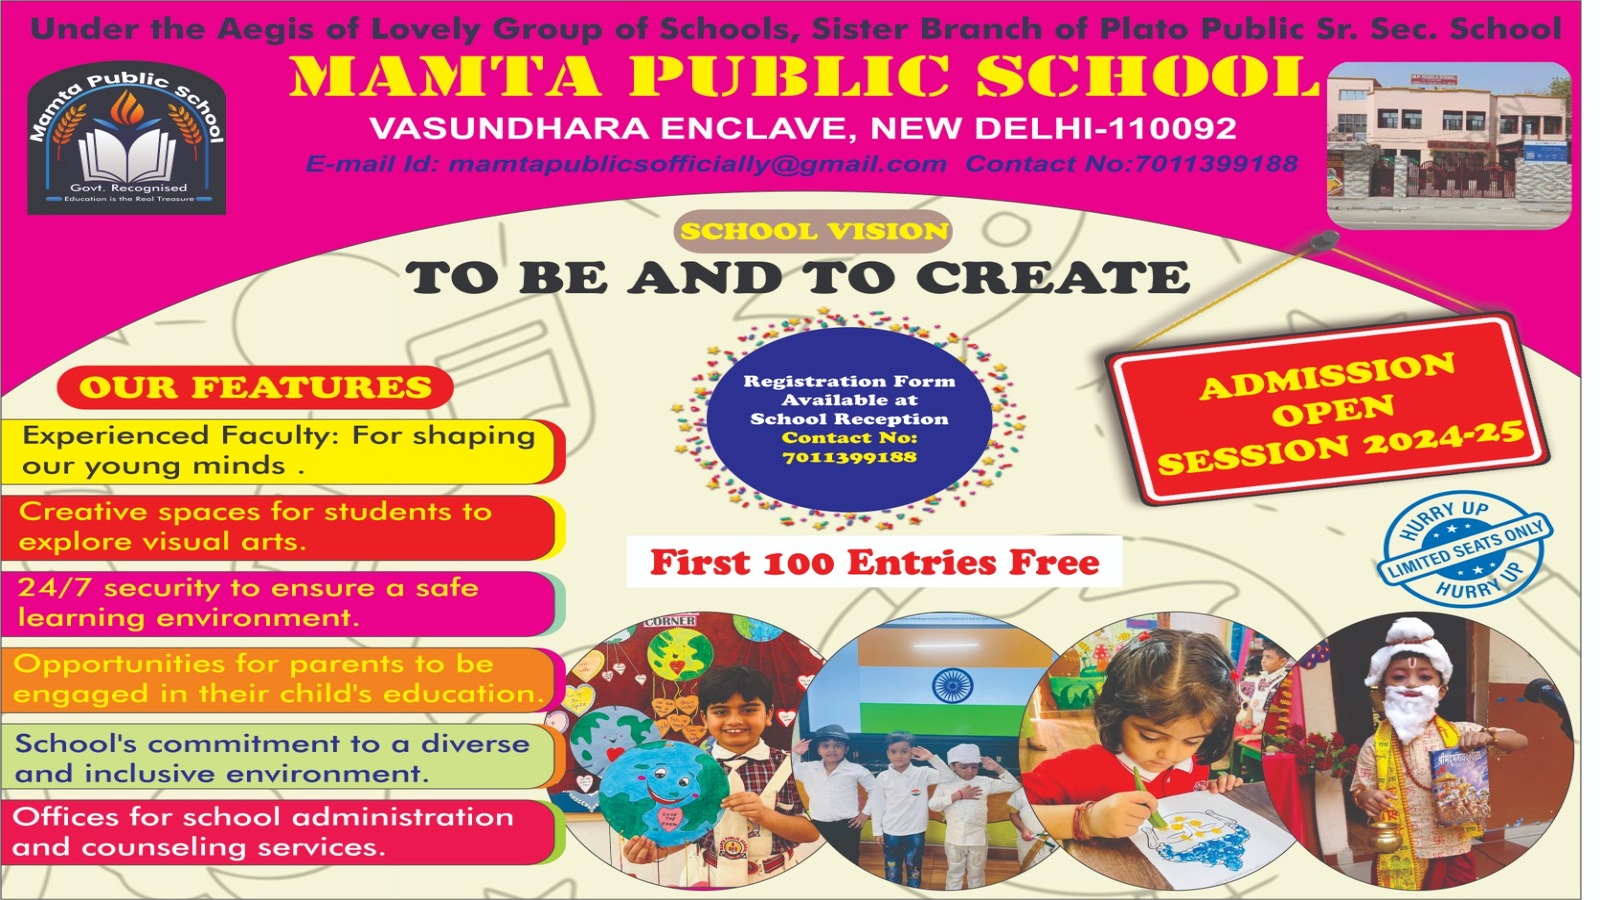 Under the Aegis of Lovely Group of Schools, Sister Branch of Plato Public Sr. Sec. School
MAMTA PUBLIC SCHOOL
VASUNDHARA ENCLAVE, NEW DELHI-110092
E-mail Id: mamtapublicsofficially@gmail.com Contact No:7011399188
Mamta Public School
Govt. Recognised
Education is the Real Treasure
SCHOOL VISION
TO BE AND TO CREATE
OUR FEATURES
Experienced Faculty: For shaping
our young minds .
Creative spaces for students to
explore visual arts.
24/7 security to ensure a safe
learning environment.
Opportunities for parents to be
engaged in their child's education.
School's commitment to a diverse
and inclusive environment.
Offices for school administration
and counseling services.
Registration Form
Available at
School Reception
Contact No:
7011399188
First 100 Entries Free
ADMISSION
OPEN
SESSION 2024-25
HURRY UP
LIMITED SEATS ONLY
HURRY UP
CORNER